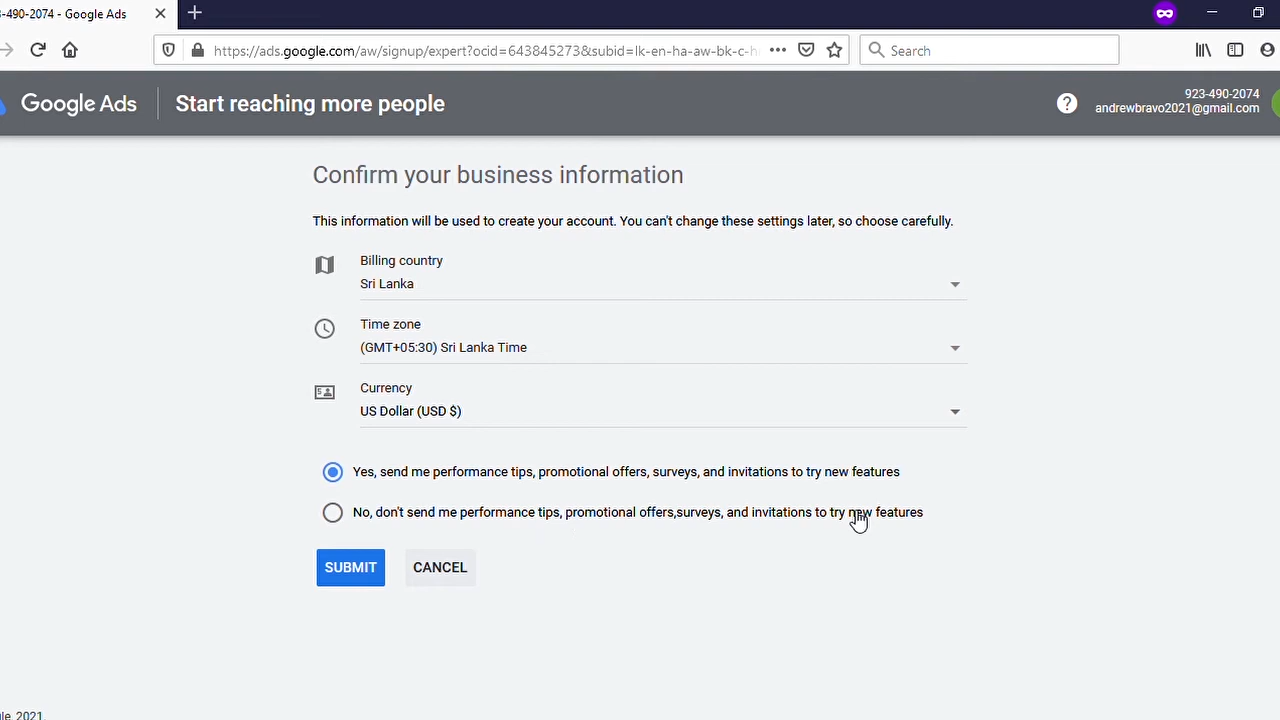 -490-2074 - Google Ads
https://ads.google.com/aw/signup/expert?ocid=643845273&subid=lk-en-ha-aw-bk-c-h
Search
Google Ads
Start reaching more people
923-490-2074
andrewbravo2021@gmail.com
Confirm your business information
This information will be used to create your account. You can't change these settings later, so choose carefully.
Billing country
Sri Lanka
Time zone
(GMT+05:30) Sri Lanka Time
Currency
US Dollar (USD $)
Yes, send me performance tips, promotional offers, surveys, and invitations to try new features
No, don't send me performance tips, promotional offers,surveys, and invitations to try new features
SUBMIT
CANCEL
2021.